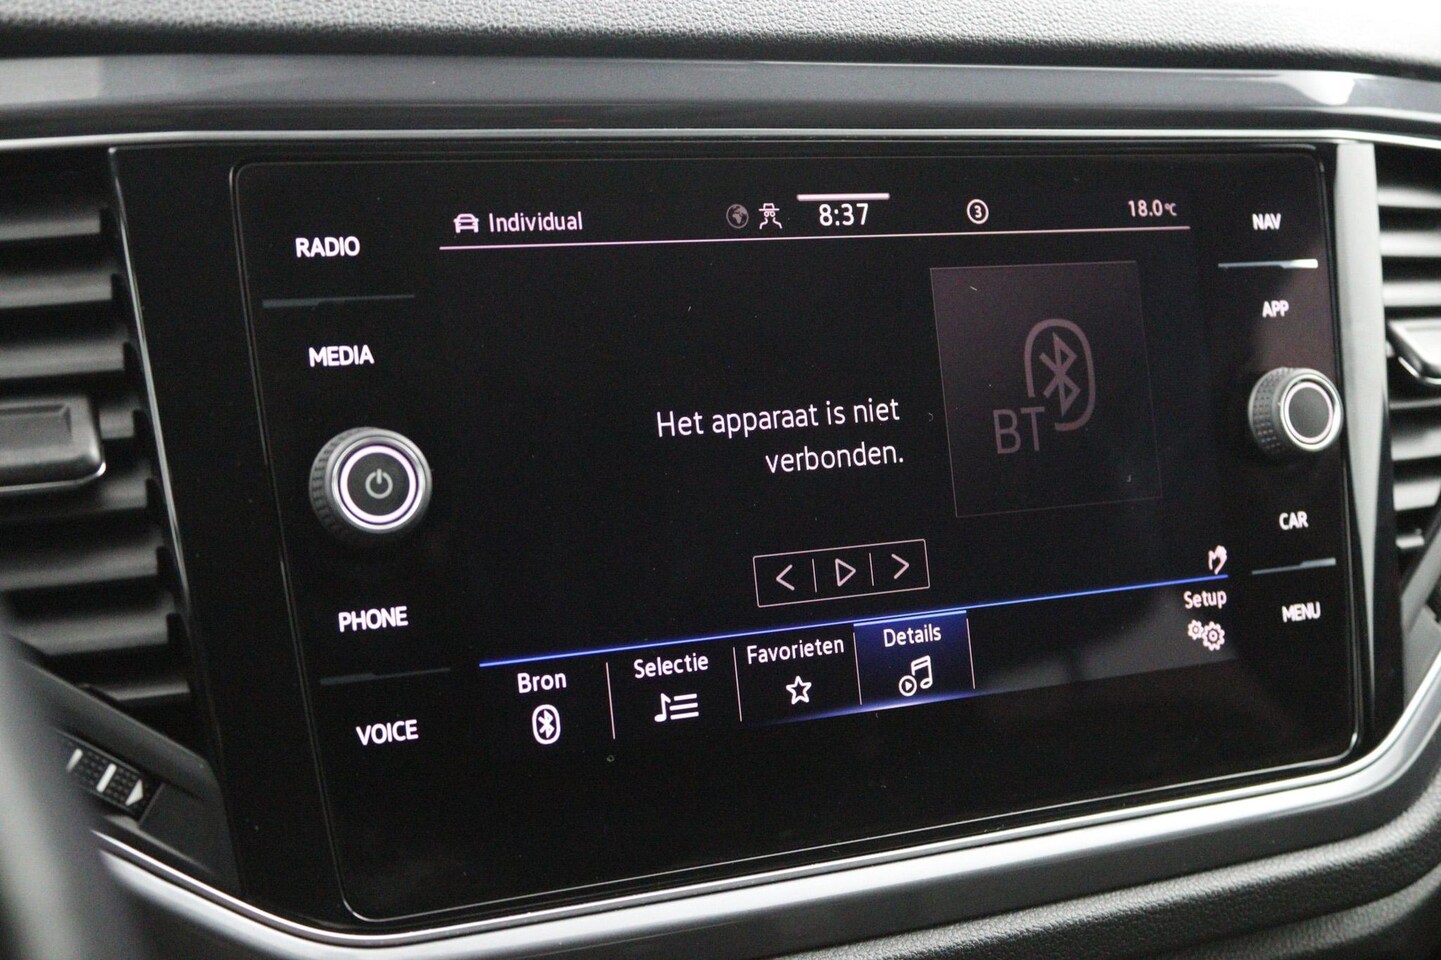 Individual
8:37
3
18.0°C
RADIO
MEDIA
PHONE
VOICE
NAV
APP
CAR
MENU
BT
Het apparaat is niet
verbonden.
Bron
Selectie
Favorieten
Details
Setup